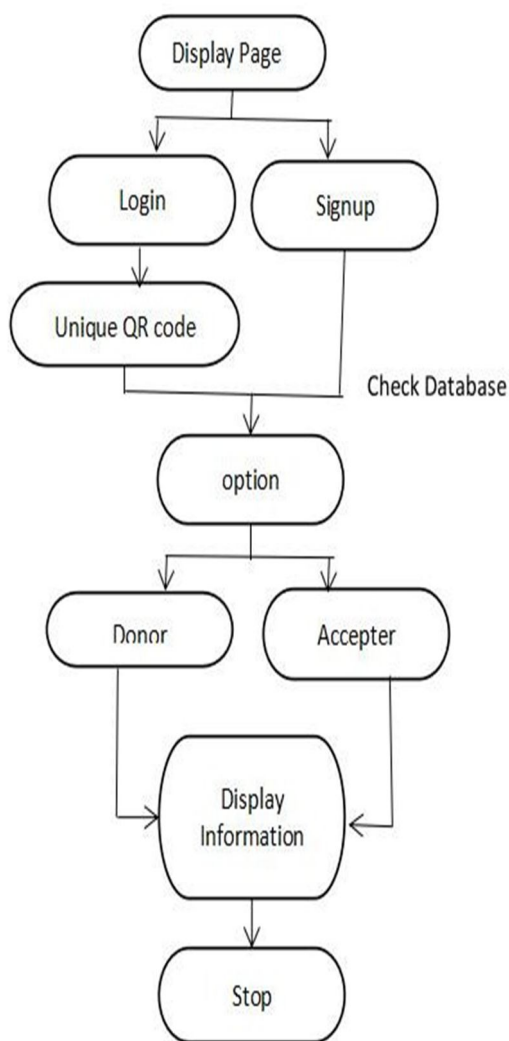 Display Page
Login
Signup
Unique QR code
Check Database
option
Donor
Accepter
Display
Information
Stop